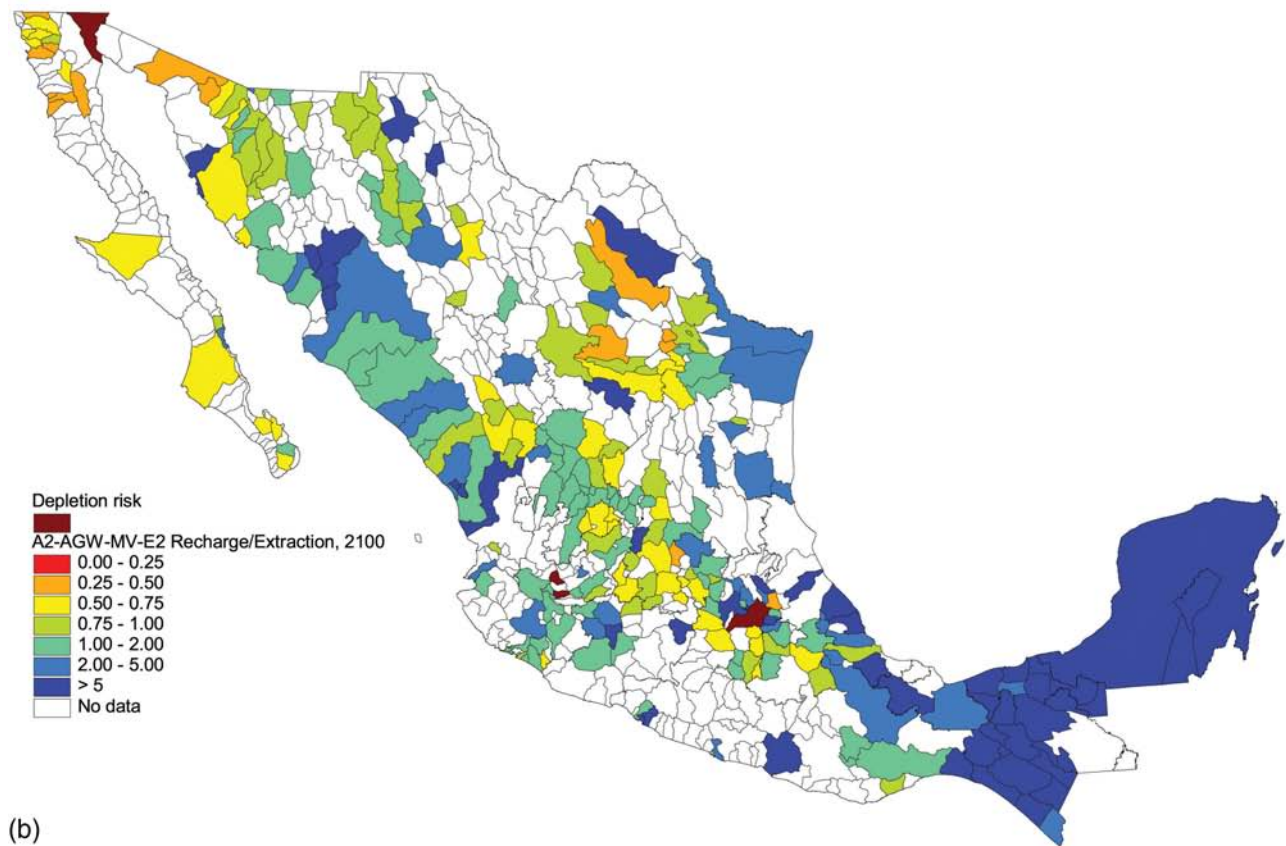 Depletion risk
A2-AGW-MV-E2 Recharge/Extraction, 2100
0.00 - 0.25
0.25 - 0.50
0.50 - 0.75
0.75 - 1.00
1.00 - 2.00
2.00 - 5.00
> 5
No data
(b)